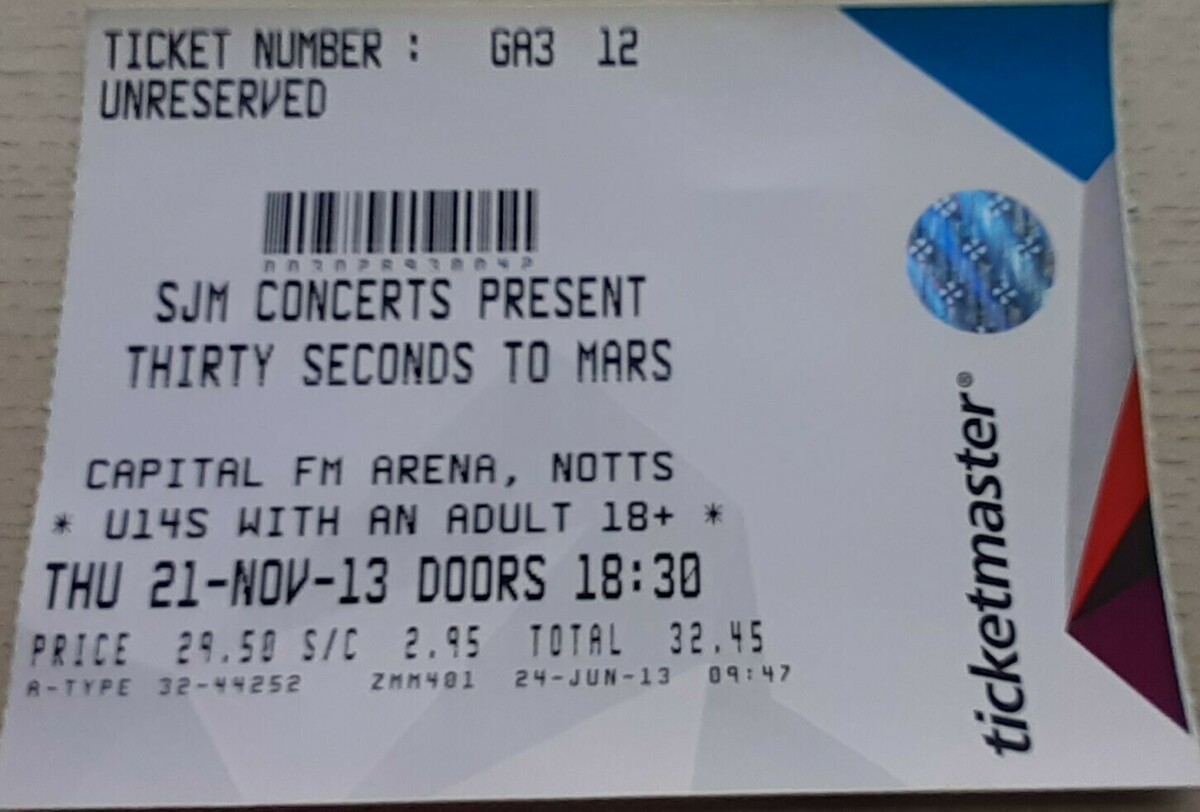 TICKET NUMBER : GA3 12
UNRESERVED
SJM CONCERTS PRESENT
THIRTY SECONDS TO MARS
CAPITAL FM ARENA, NOTTS
* U14S WITH AN ADULT 18+ *
THU 21-NOV-13 DOORS 18:30
PRICE 29.50 S/C 2.95 TOTAL 32.45
A-TYPE 32-44252 ZMM401 24-JUN-13 09:47
ticketmaster®